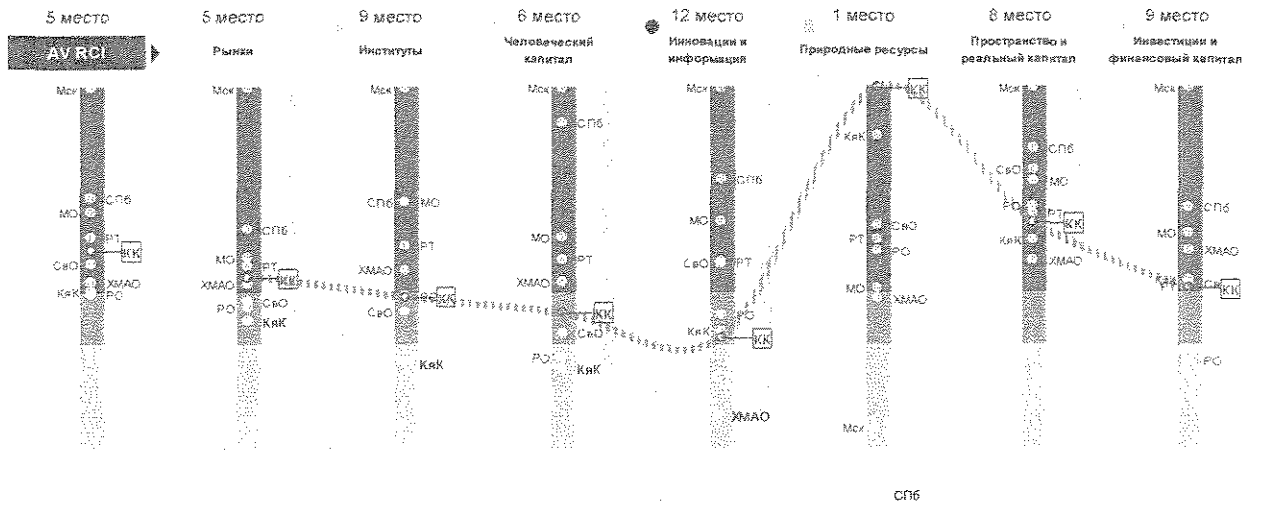 5 место
5 место
9 место
6 место
12 место
1 место
8 место
9 место
AV RCI
Рынки
Институты
Человеческий
капитал
Инновации и
информация
Природные ресурсы
Пространство и
реальный капитал
Инвестиции и
финансовый капитал
Мск
СПб
МО
РТ
КК
СвО
ХМАО
КяК
РО
Мск
СПб
МО
РТ
КК
ХМАО
СвО
РО
КяК
Мск
СПб
МО
РТ
ХМАО
КК
СвО
КяК
Мск
СПб
МО
РТ
ХМАО
КК
СвО
РО
КяК
Мск
СПб
МО
СвО
РТ
РО
КяК
КК
ХМАО
КК
КяК
СвО
РТ
РО
МО
ХМАО
Мск
СПб
Мск
СПб
СвО
МО
РО
РТ
КК
КяК
ХМАО
Мск
СПб
МО
ХМАО
КяК
РТ
Св
КК
РО